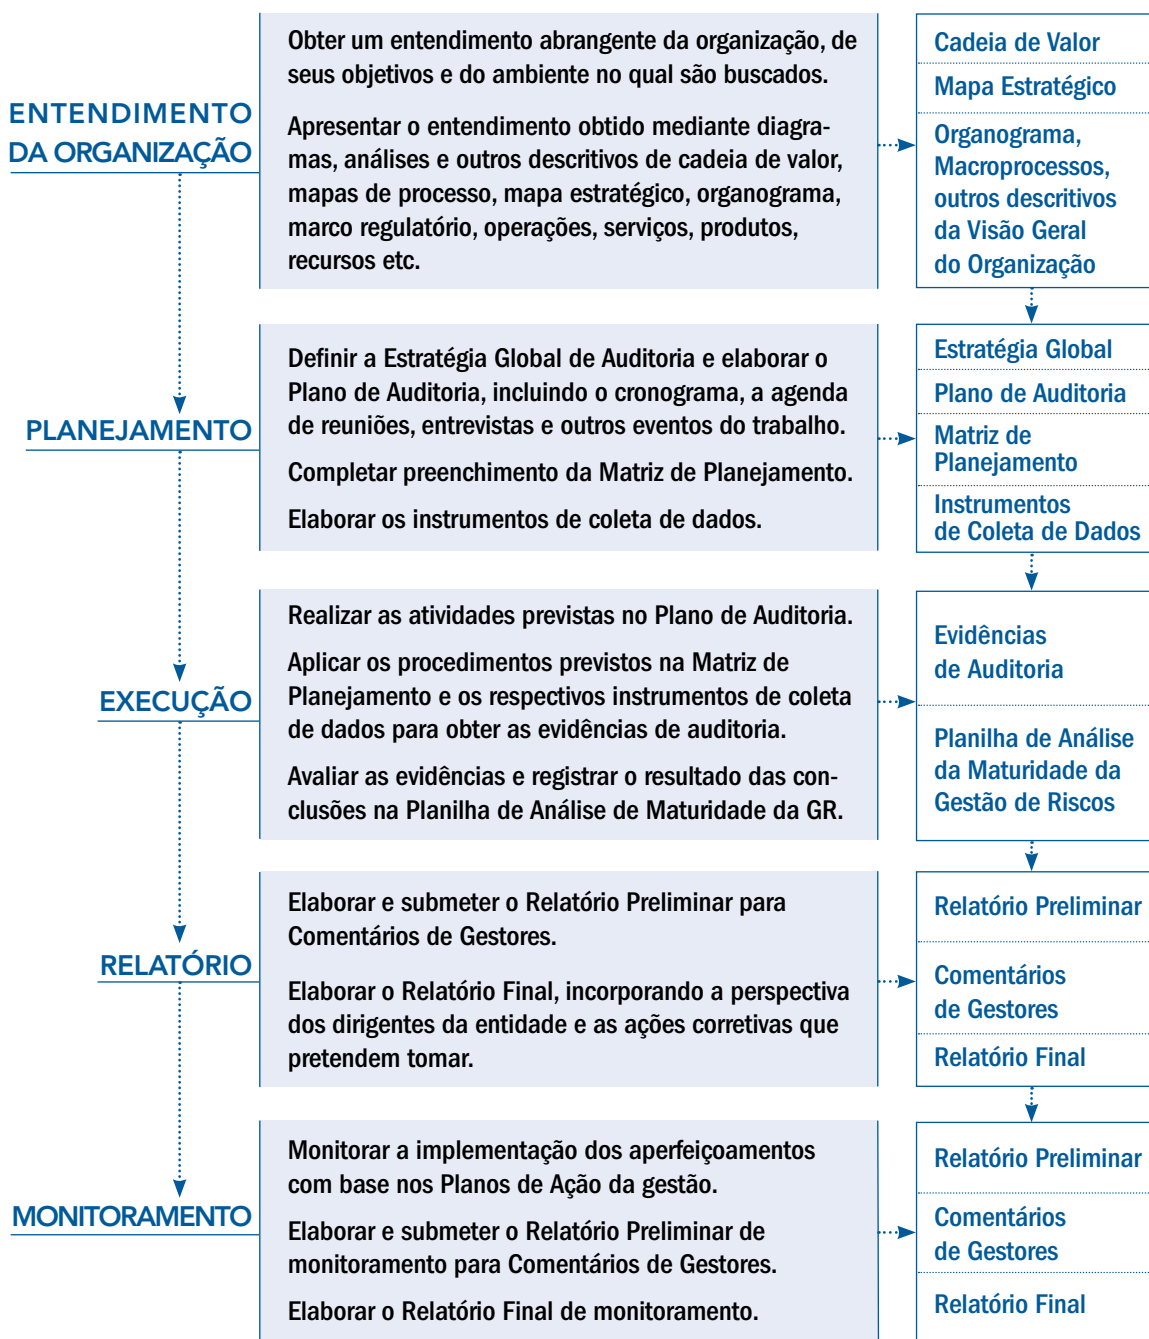 ENTENDIMENTO
DA ORGANIZAÇÃO
Obter um entendimento abrangente da organização, de
seus objetivos e do ambiente no qual são buscados.
Apresentar o entendimento obtido mediante diagra-
mas, análises e outros descritivos de cadeia de valor,
mapas de processo, mapa estratégico, organograma,
marco regulatório, operações, serviços, produtos,
recursos etc.
Cadeia de Valor
Mapa Estratégico
Organograma,
Macroprocessos,
outros descritivos
da Visão Geral
do Organização
PLANEJAMENTO
Definir a Estratégia Global de Auditoria e elaborar o
Plano de Auditoria, incluindo o cronograma, a agenda
de reuniões, entrevistas e outros eventos do trabalho.
Completar preenchimento da Matriz de Planejamento.
Elaborar os instrumentos de coleta de dados.
Estratégia Global
Plano de Auditoria
Matriz de
Planejamento
Instrumentos
de Coleta de Dados
EXECUÇÃO
Realizar as atividades previstas no Plano de Auditoria.
Aplicar os procedimentos previstos na Matriz de
Planejamento e os respectivos instrumentos de coleta
de dados para obter as evidências de auditoria.
Avaliar as evidências e registrar o resultado das con-
clusões na Planilha de Análise de Maturidade da GR.
Evidências
de Auditoria
Planilha de Análise
da Maturidade da
Gestão de Riscos
RELATÓRIO
Elaborar e submeter o Relatório Preliminar para
Comentários de Gestores.
Elaborar o Relatório Final, incorporando a perspectiva
dos dirigentes da entidade e as ações corretivas que
pretendem tomar.
Relatório Preliminar
Comentários
de Gestores
Relatório Final
MONITORAMENTO
Monitorar a implementação dos aperfeiçoamentos
com base nos Planos de Ação da gestão.
Elaborar e submeter o Relatório Preliminar de
monitoramento para Comentários de Gestores.
Elaborar o Relatório Final de monitoramento.
Relatório Preliminar
Comentários
de Gestores
Relatório Final